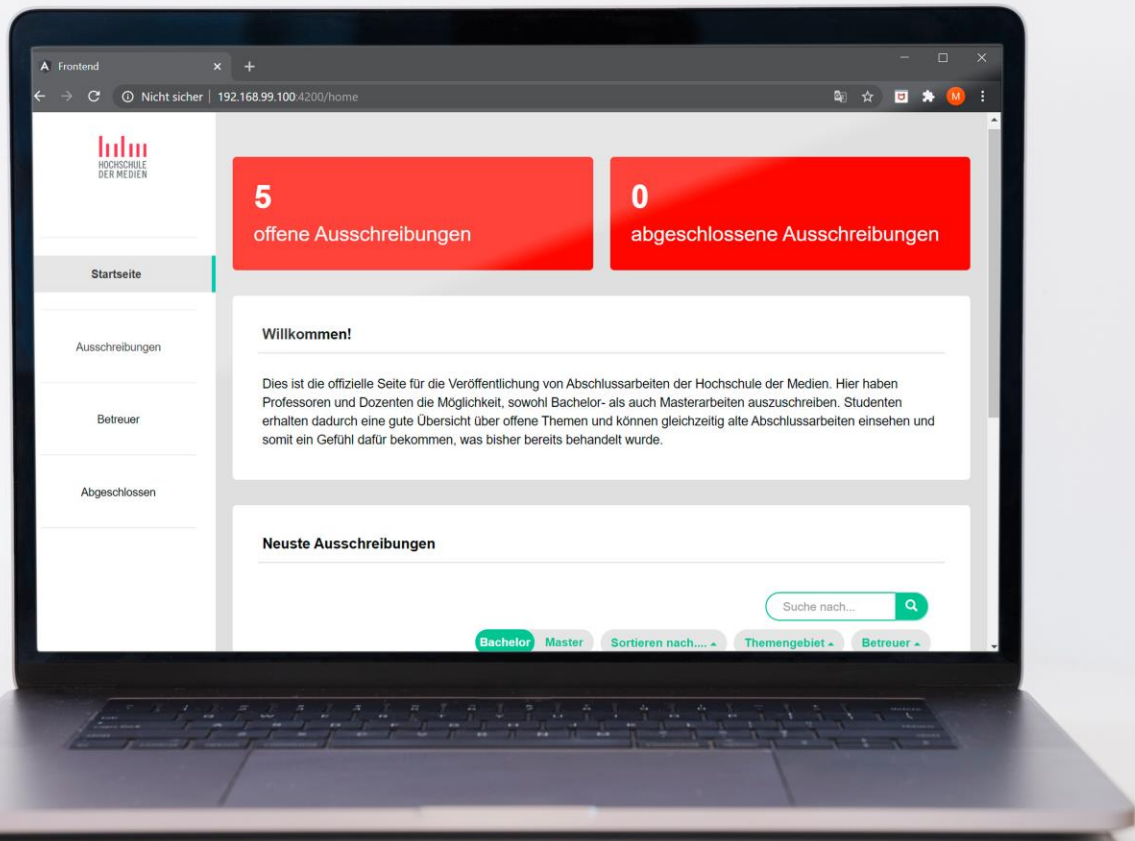 Frontend
Nicht sicher | 192.168.99.100:4200/home
M
HOCHSCHULE
DER MEDIEN
Startseite
Ausschreibungen
Betreuer
Abgeschlossen
5
offene Ausschreibungen
0
abgeschlossene Ausschreibungen
Willkommen!
Dies ist die offizielle Seite für die Veröffentlichung von Abschlussarbeiten der Hochschule der Medien. Hier haben
Professoren und Dozenten die Möglichkeit, sowohl Bachelor- als auch Masterarbeiten auszuschreiben. Studenten
erhalten dadurch eine gute Übersicht über offene Themen und können gleichzeitig alte Abschlussarbeiten einsehen und
somit ein Gefühl dafür bekommen, was bisher bereits behandelt wurde.
Neuste Ausschreibungen
Suche nach...
Bachelor Master Sortieren nach.... Themengebiet Betreuer